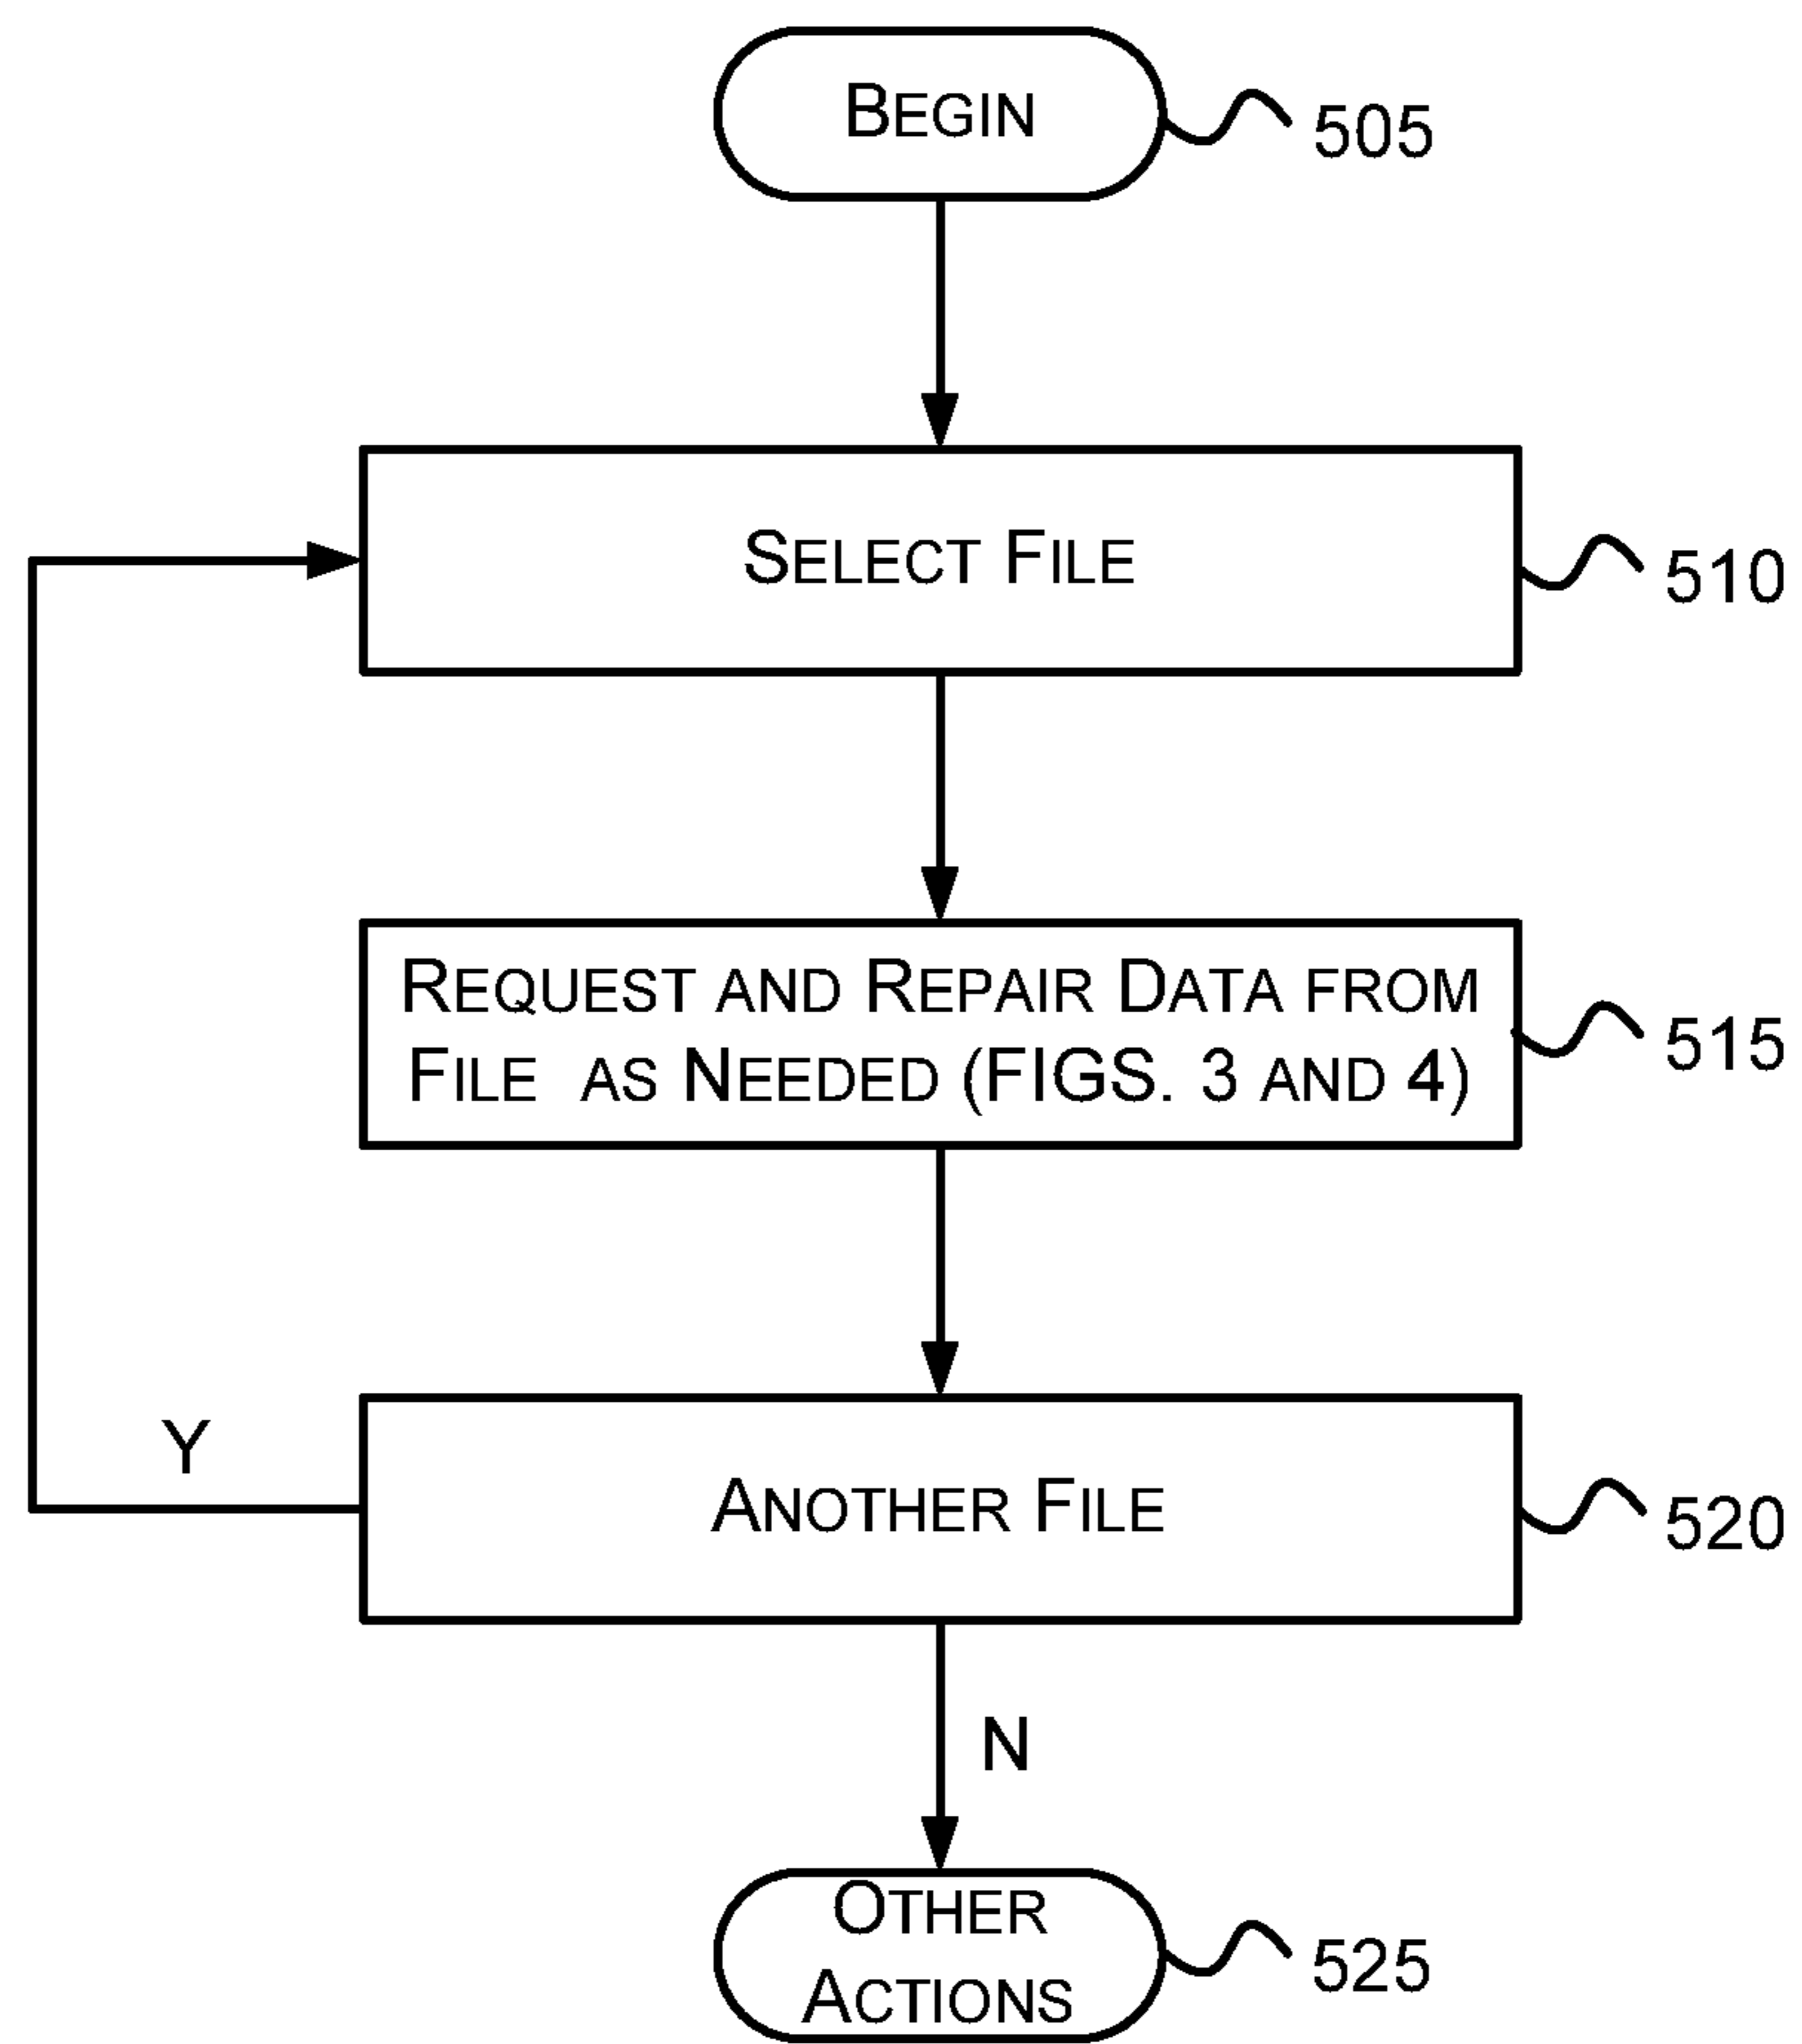 BEGIN
505
SELECT FILE
510
REQUEST AND REPAIR DATA FROM
FILE AS NEEDED (FIGS. 3 AND 4)
515
Y
ANOTHER FILE
520
N
OTHER
ACTIONS
525